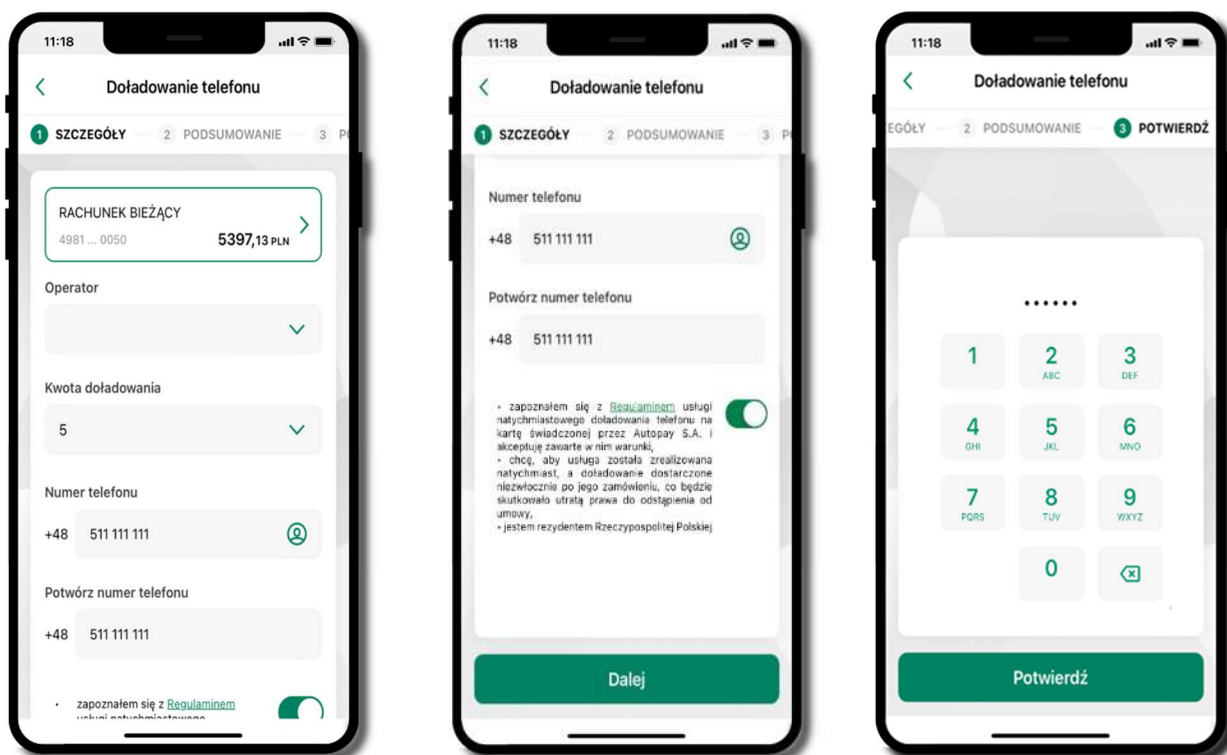 11:18
Doładowanie telefonu
1 SZCZEGÓŁY 2 PODSUMOWANIE 3
RACHUNEK BIEŻĄCY
4981 ... 0050 5397,13 PLN
Operator
Kwota doładowania
5
Numer telefonu
+48 511 111 111
Potwórz numer telefonu
+48 511 111 111
• zapoznałem się z Regulaminem
usługi natychmiastowego
11:18
Doładowanie telefonu
1 SZCZEGÓŁY 2 PODSUMOWANIE 3
Numer telefonu
+48 511 111 111
Potwórz numer telefonu
+48 511 111 111
• zapoznałem się z Regulaminem usługi
natychmiastowego doładowania telefonu na
kartę świadczonej przez Autopay S.A. i
akceptuję zawarte w nim warunki,
• chcę, aby usługa została zrealizowana
natychmiast, a doładowanie dostarczone
niezwłocznie po jego zamówieniu, co będzie
skutkowało utratą prawa do odstąpienia od
umowy,
• jestem rezydentem Rzeczypospolitej Polskiej
Dalej
11:18
Doładowanie telefonu
EGÓŁY 2 PODSUMOWANIE 3 POTWIERDŹ
••••••
1 2 3
ABC DEF
4 5 6
GHI JKL MNO
7 8 9
PQRS TUV WXYZ
0
Potwierdź